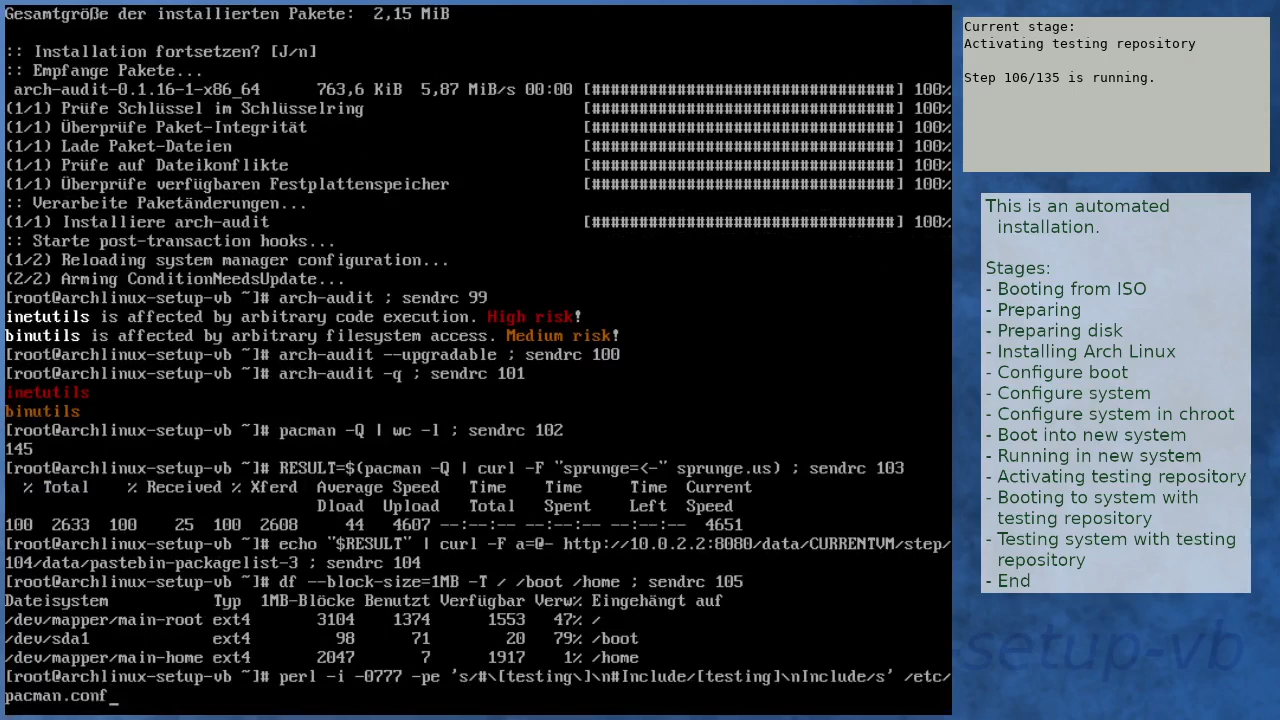 Gesamtgröße der installierten Pakete:  2,15 MiB
:: Installation fortsetzen? [J/n]
:: Empfange Pakete...
 arch-audit-0.1.16-1-x86_64      763,6 KiB  5,87 MiB/s 00:00 [################################] 100%
(1/1) Prüfe Schlüssel im Schlüsselring                       [################################] 100%
(1/1) Überprüfe Paket-Integrität                             [################################] 100%
(1/1) Lade Paket-Dateien                                     [################################] 100%
(1/1) Prüfe auf Dateikonflikte                               [################################] 100%
(1/1) Überprüfe verfügbaren Festplattenspeicher              [################################] 100%
:: Verarbeite Paketänderungen...
(1/1) Installiere arch-audit                                 [################################] 100%
:: Starte post-transaction hooks...
(1/2) Reloading system manager configuration...
(2/2) Arming ConditionNeedsUpdate...
[root@archlinux-setup-vb ~]# arch-audit ; sendrc 99
inetutils is affected by arbitrary code execution. High risk!
binutils is affected by arbitrary filesystem access. Medium risk!
[root@archlinux-setup-vb ~]# arch-audit --upgradable ; sendrc 100
[root@archlinux-setup-vb ~]# arch-audit -q ; sendrc 101
inetutils
binutils
[root@archlinux-setup-vb ~]# pacman -Q | wc -l ; sendrc 102
145
[root@archlinux-setup-vb ~]# RESULT=$(pacman -Q | curl -F "sprunge=<-" sprunge.us) ; sendrc 103
  % Total    % Received % Xferd  Average Speed   Time    Time     Time  Current
                                 Dload  Upload   Total   Spent    Left  Speed
100  2633  100    25  100  2608     44   4607 --:--:-- --:--:-- --:--:--  4651
[root@archlinux-setup-vb ~]# echo "$RESULT" | curl -F a=@- http://10.0.2.2:8080/data/CURRENTVM/step/
104/data/pastebin-packagelist-3 ; sendrc 104
[root@archlinux-setup-vb ~]# df --block-size=1MB -T / /boot /home ; sendrc 105
Dateisystem           Typ  1MB-Blöcke Benutzt Verfügbar Verw% Eingehängt auf
/dev/mapper/main-root ext4       3104    1374      1553   47% /
/dev/sda1             ext4         98      71        20   79% /boot
/dev/mapper/main-home ext4       2047       7      1917    1% /home
[root@archlinux-setup-vb ~]# perl -i -0777 -pe 's/#\[testing\]\n#Include/[testing]\nInclude/s' /etc/
pacman.conf_
Current stage:
Activating testing repository
Step 106/135 is running.
This is an automated
installation.
Stages:
- Booting from ISO
- Preparing
- Preparing disk
- Installing Arch Linux
- Configure boot
- Configure system
- Configure system in chroot
- Boot into new system
- Running in new system
- Activating testing repository
- Booting to system with
testing repository
- Testing system with testing
repository
- End
-setup-vb